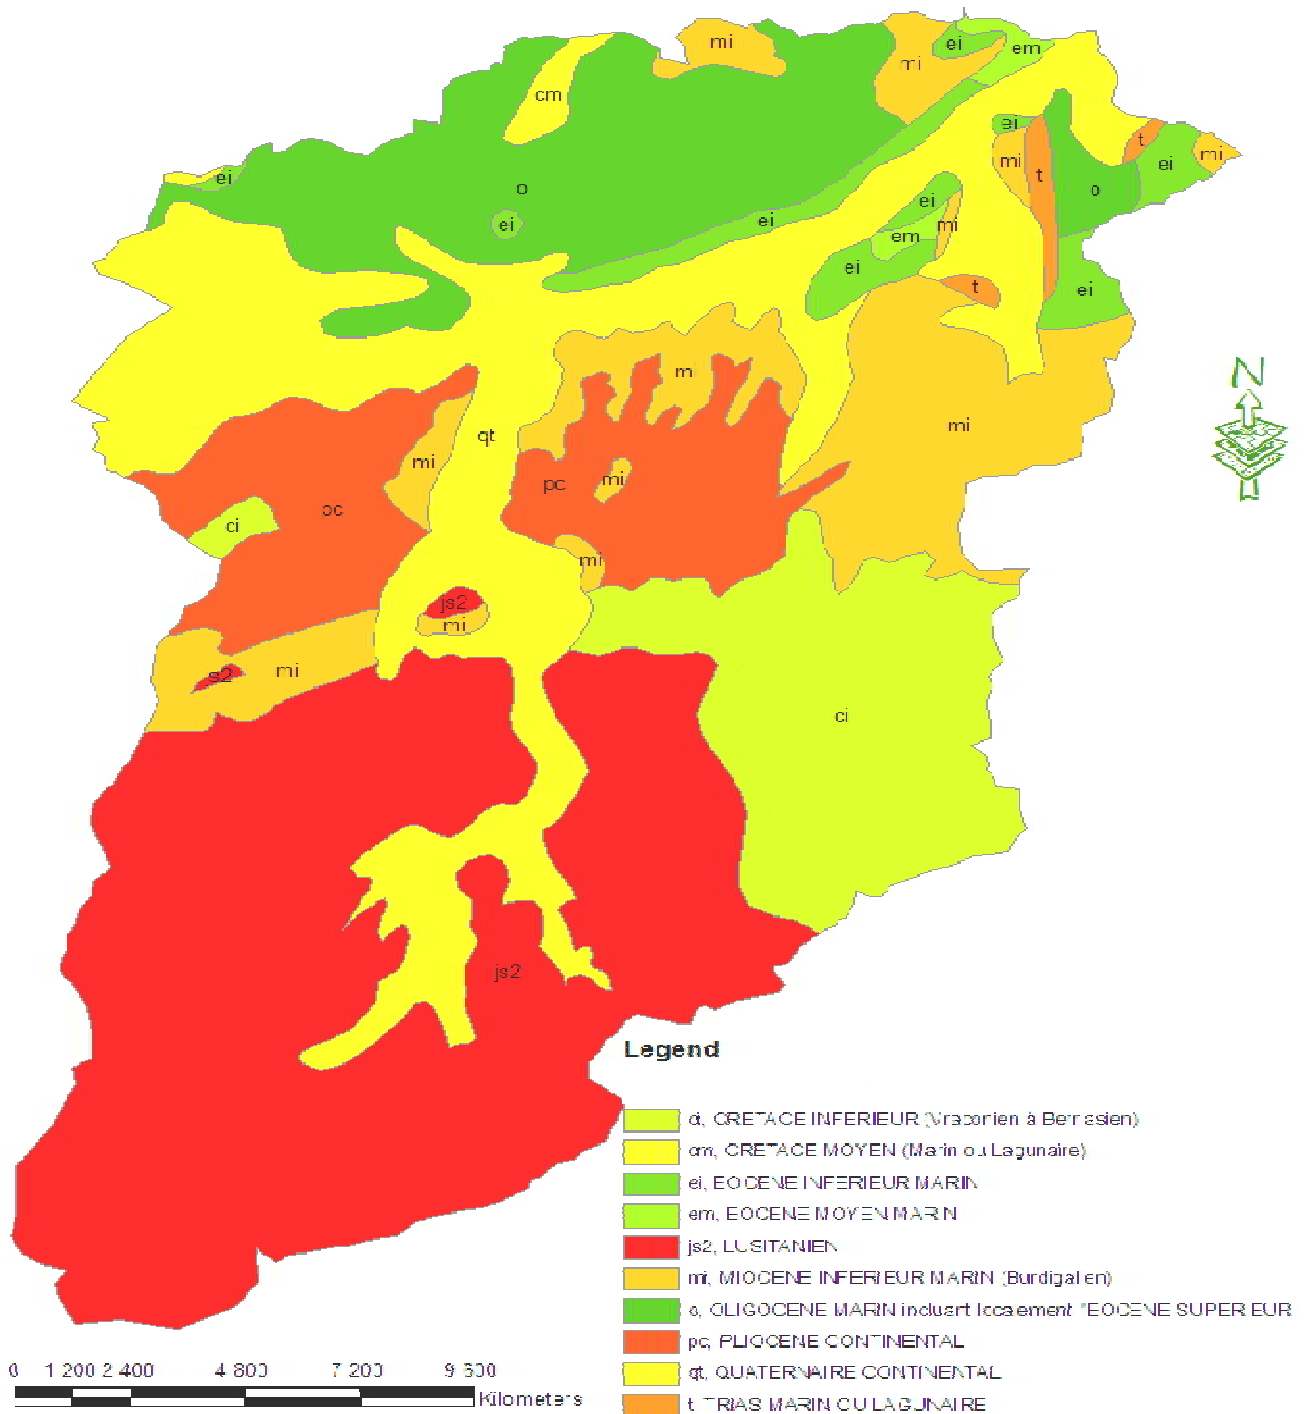 mi
ei
em
mi
cm
ei
t
mi
ei
mi
t
ei
o
o
ei
ei
ei
mi
em
ei
t
ei
mi
mi
qt
mi
pc
mi
ci
mi
js2
mi
mi
ci
js2
N
Legend
ci, CRETACE INFERIEUR (Vraconien à Berriasien)
cm, CRETACE MOYEN (Marin ou Lagunaire)
ei, EOCENE INFERIEUR MARIN
em, EOCENE MOYEN MARIN
js2, LUSITANIEN
mi, MIOCENE INFERIEUR MARIN (Burdigalien)
o, OLIGOCENE MARIN incluant localement l'EOCENE SUPERIEUR
pc, PLIOCENE CONTINENTAL
qt, QUATERNAIRE CONTINENTAL
t TRIAS MARIN OU LAGUNAIRE
0 1 200 2 400 4 800 7 200 9 600
Kilometers